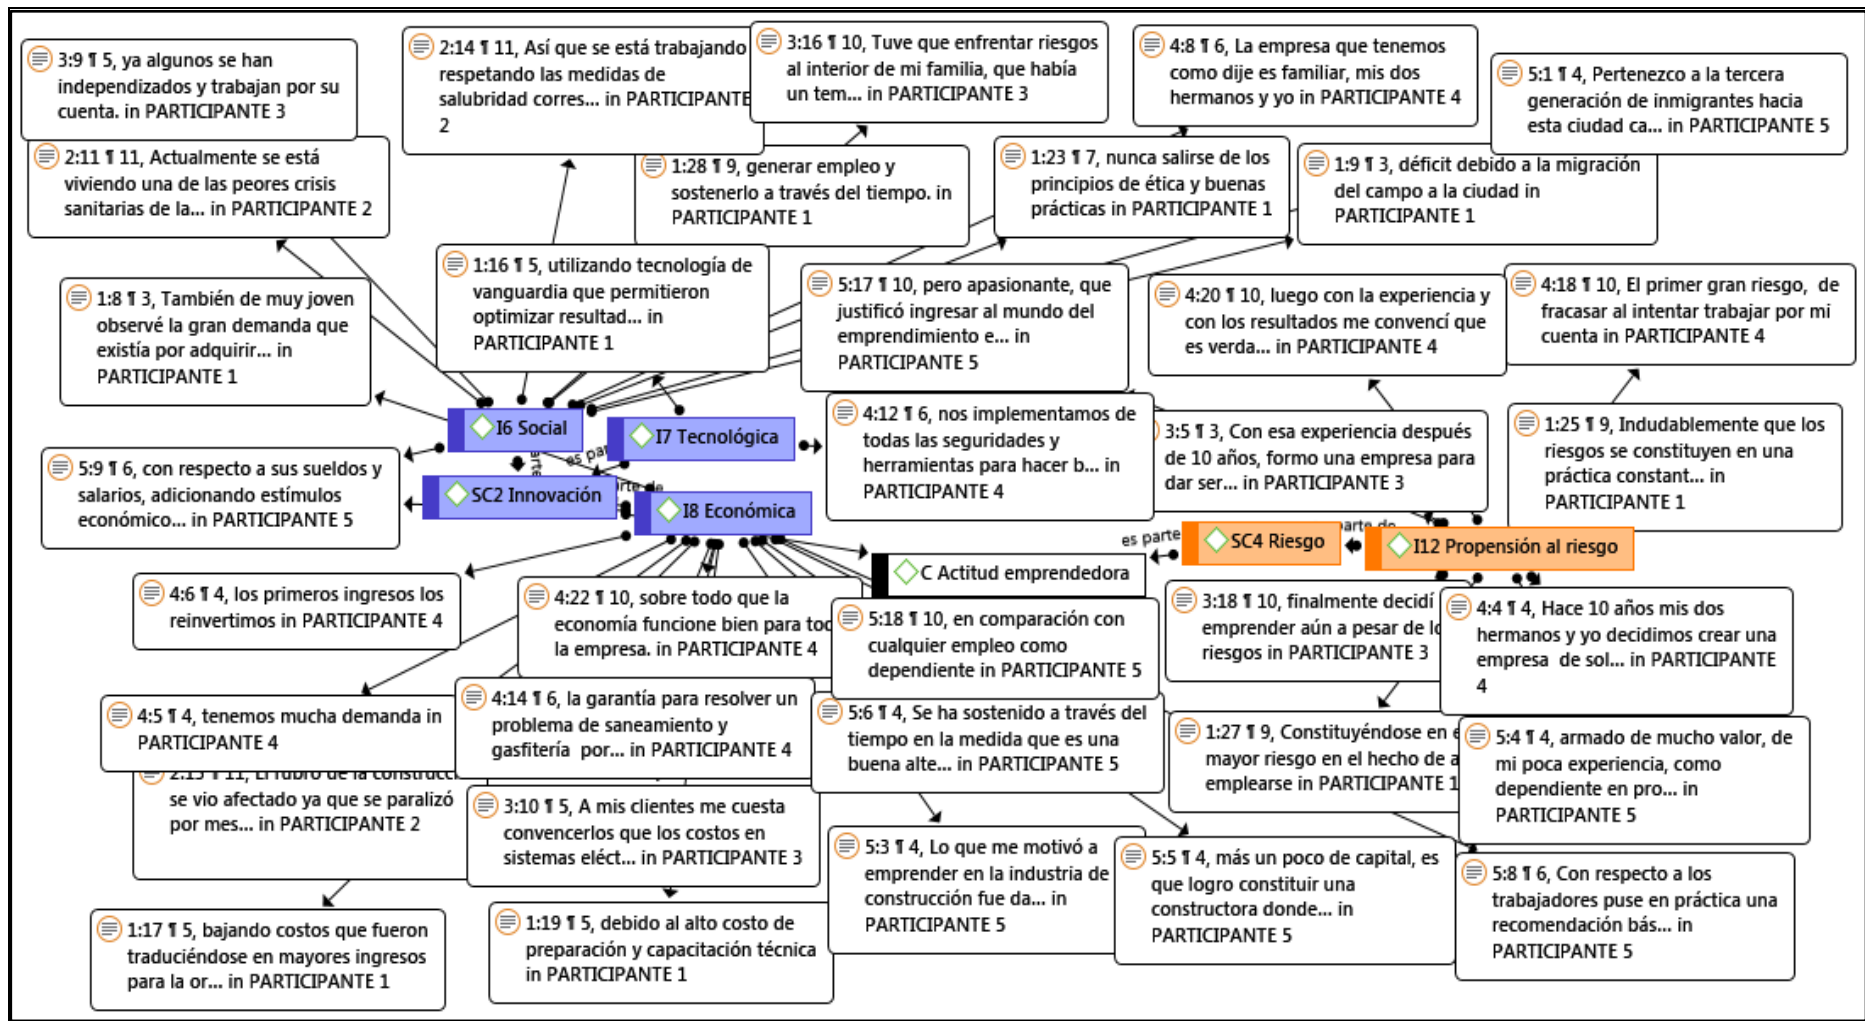 3:9 ¶ 5, ya algunos se han
independizados y trabajan por su
cuenta. in PARTICIPANTE 3
2:14 ¶ 11, Así que se está trabajando
respetando las medidas de
salubridad corres... in PARTICIPANTE
2
3:16 ¶ 10, Tuve que enfrentar riesgos
al interior de mi familia, que había
un tem... in PARTICIPANTE 3
4:8 ¶ 6, La empresa que tenemos
como dije es familiar, mis dos
hermanos y yo in PARTICIPANTE 4
5:1 ¶ 4, Pertenezco a la tercera
generación de inmigrantes hacia
esta ciudad ca... in PARTICIPANTE 5
2:11 ¶ 11, Actualmente se está
viviendo una de las peores crisis
sanitarias de la... in PARTICIPANTE 2
1:28 ¶ 9, generar empleo y
sostenerlo a través del tiempo. in
PARTICIPANTE 1
1:23 ¶ 7, nunca salirse de los
principios de ética y buenas
prácticas in PARTICIPANTE 1
1:9 ¶ 3, déficit debido a la migración
del campo a la ciudad in
PARTICIPANTE 1
1:8 ¶ 3, También de muy joven
observé la gran demanda que
existía por adquirir... in
PARTICIPANTE 1
1:16 ¶ 5, utilizando tecnología de
vanguardia que permitieron
optimizar resultad... in
PARTICIPANTE 1
5:17 ¶ 10, pero apasionante, que
justificó ingresar al mundo del
emprendimiento e... in
PARTICIPANTE 5
4:20 ¶ 10, luego con la experiencia y
con los resultados me convencí que
es verda... in PARTICIPANTE 4
4:18 ¶ 10, El primer gran riesgo, de
fracasar al intentar trabajar por mi
cuenta in PARTICIPANTE 4
I6 Social
I7 Tecnológica
es par
arte
4:12 ¶ 6, nos implementamos de
todas las seguridades y
herramientas para hacer b... in
PARTICIPANTE 4
3:5 ¶ 3, Con esa experiencia después
de 10 años, formo una empresa para
dar ser... in PARTICIPANTE 3
1:25 ¶ 9, Indudablemente que los
riesgos se constituyen en una
práctica constant... in
PARTICIPANTE 1
5:9 ¶ 6, con respecto a sus sueldos y
salarios, adicionando estímulos
económico... in PARTICIPANTE 5
SC2 Innovación
arte de
I8 Económica
C Actitud emprendedora
es parte
SC4 Riesgo
parte de
I12 Propensión al riesgo
4:6 ¶ 4, los primeros ingresos los
reinvertimos in PARTICIPANTE 4
4:22 ¶ 10, sobre todo que la
economía funcione bien para tod
la empresa. in PARTICIPANTE 4
5:18 ¶ 10, en comparación con
cualquier empleo como
dependiente in PARTICIPANTE 5
3:18 ¶ 10, finalmente decidí
emprender aún a pesar de lo
riesgos in PARTICIPANTE 3
4:4 ¶ 4, Hace 10 años mis dos
hermanos y yo decidimos crear una
empresa de sol... in PARTICIPANTE
4
4:5 ¶ 4, tenemos mucha demanda in
PARTICIPANTE 4
4:14 ¶ 6, la garantía para resolver un
problema de saneamiento y
gasfitería por... in PARTICIPANTE 4
5:6 ¶ 4, Se ha sostenido a través del
tiempo en la medida que es una
buena alte... in PARTICIPANTE 5
1:27 ¶ 9, Constituyéndose en e
mayor riesgo en el hecho de a
emplearse in PARTICIPANTE 1
5:4 ¶ 4, armado de mucho valor, de
mi poca experiencia, como
dependiente en pro... in
PARTICIPANTE 5
¶ 11, El rubro de la construcc
se vio afectado ya que se paralizó
por mes... in PARTICIPANTE 2
3:10 ¶ 5, A mis clientes me cuesta
convencerlos que los costos en
sistemas eléct... in PARTICIPANTE 3
5:3 ¶ 4, Lo que me motivó a
emprender en la industria de
construcción fue da... in
PARTICIPANTE 5
5:5 ¶ 4, más un poco de capital, es
que logro constituir una
constructora donde... in
PARTICIPANTE 5
5:8 ¶ 6, Con respecto a los
trabajadores puse en práctica una
recomendación bás... in
PARTICIPANTE 5
1:17 ¶ 5, bajando costos que fueron
traduciéndose en mayores ingresos
para la or... in PARTICIPANTE 1
1:19 ¶ 5, debido al alto costo de
preparación y capacitación técnica
in PARTICIPANTE 1